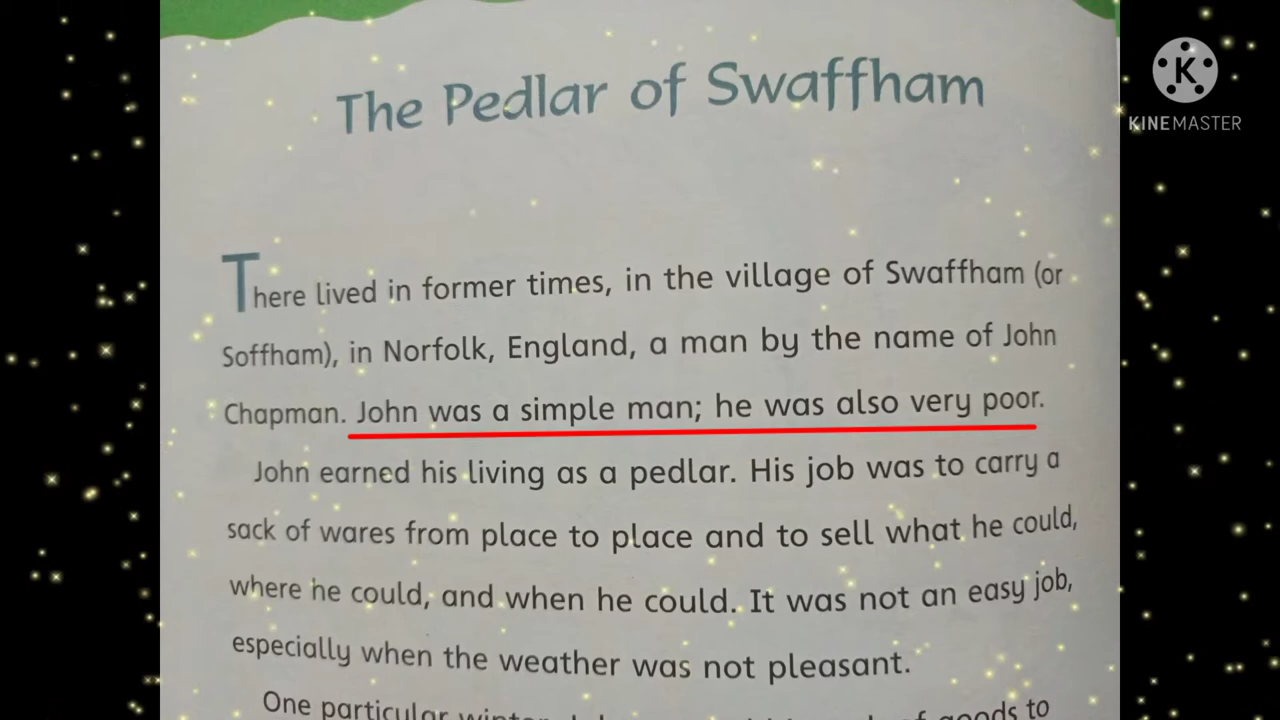 The Pedlar of Swaffham
KINEMASTER
There lived in former times, in the village of Swaffham (or
Soffham), in Norfolk, England, a man by the name of John
Chapman. John was a simple man; he was also very poor.
John earned his living as a pedlar. His job was to carry a
sack of wares from place to place and to sell what he could,
where he could, and when he could. It was not an easy job,
especially when the weather was not pleasant.
One particular goods to